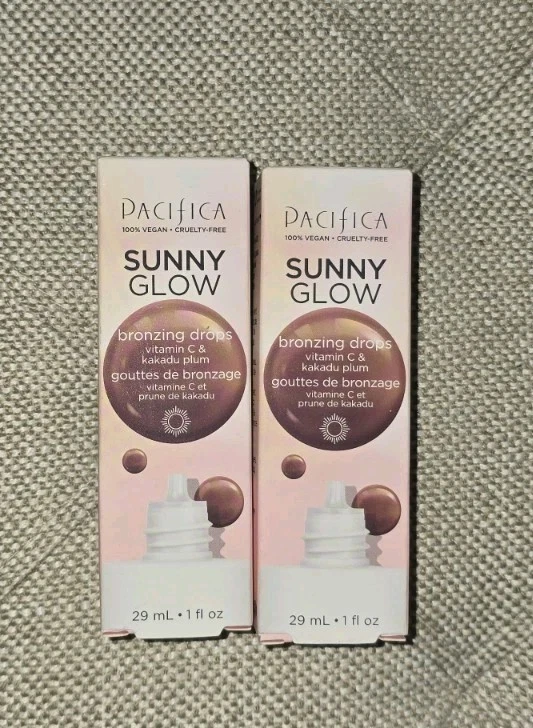 PACIFICA
100% VEGAN • CRUELTY-FREE
SUNNY
GLOW
bronzing drops
vitamin C &
kakadu plum
gouttes de bronzage
vitamine C et
prune de kakadu
29 mL • 1 fl oz
PACIFICA
100% VEGAN • CRUELTY-FREE
SUNNY
GLOW
bronzing drops
vitamin C &
kakadu plum
gouttes de bronzage
vitamine C et
prune de kakadu
29 mL • 1 fl oz